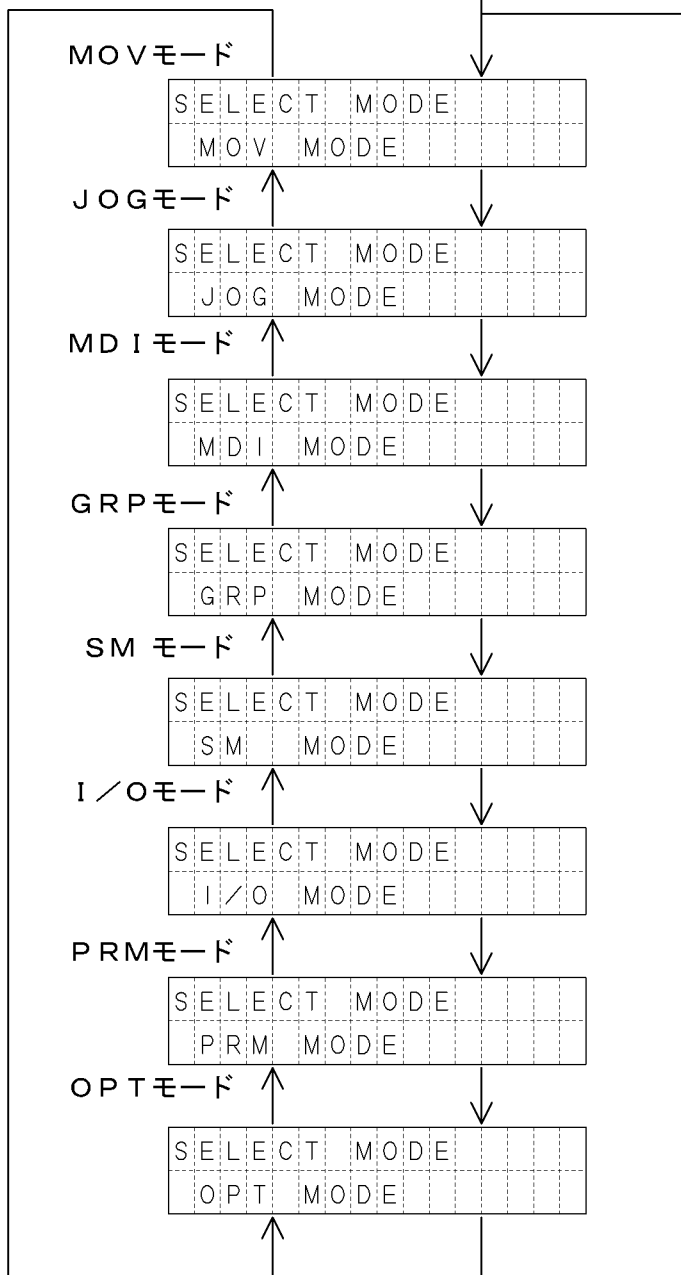 MOVモード
SELECT MODE
MOV MODE
JOGモード
SELECT MODE
JOG MODE
MDIモード
SELECT MODE
MDI MODE
GRPモード
SELECT MODE
GRP MODE
SM モード
SELECT MODE
SM  MODE
I/Oモード
SELECT MODE
I/O MODE
PRMモード
SELECT MODE
PRM MODE
OPTモード
SELECT MODE
OPT MODE